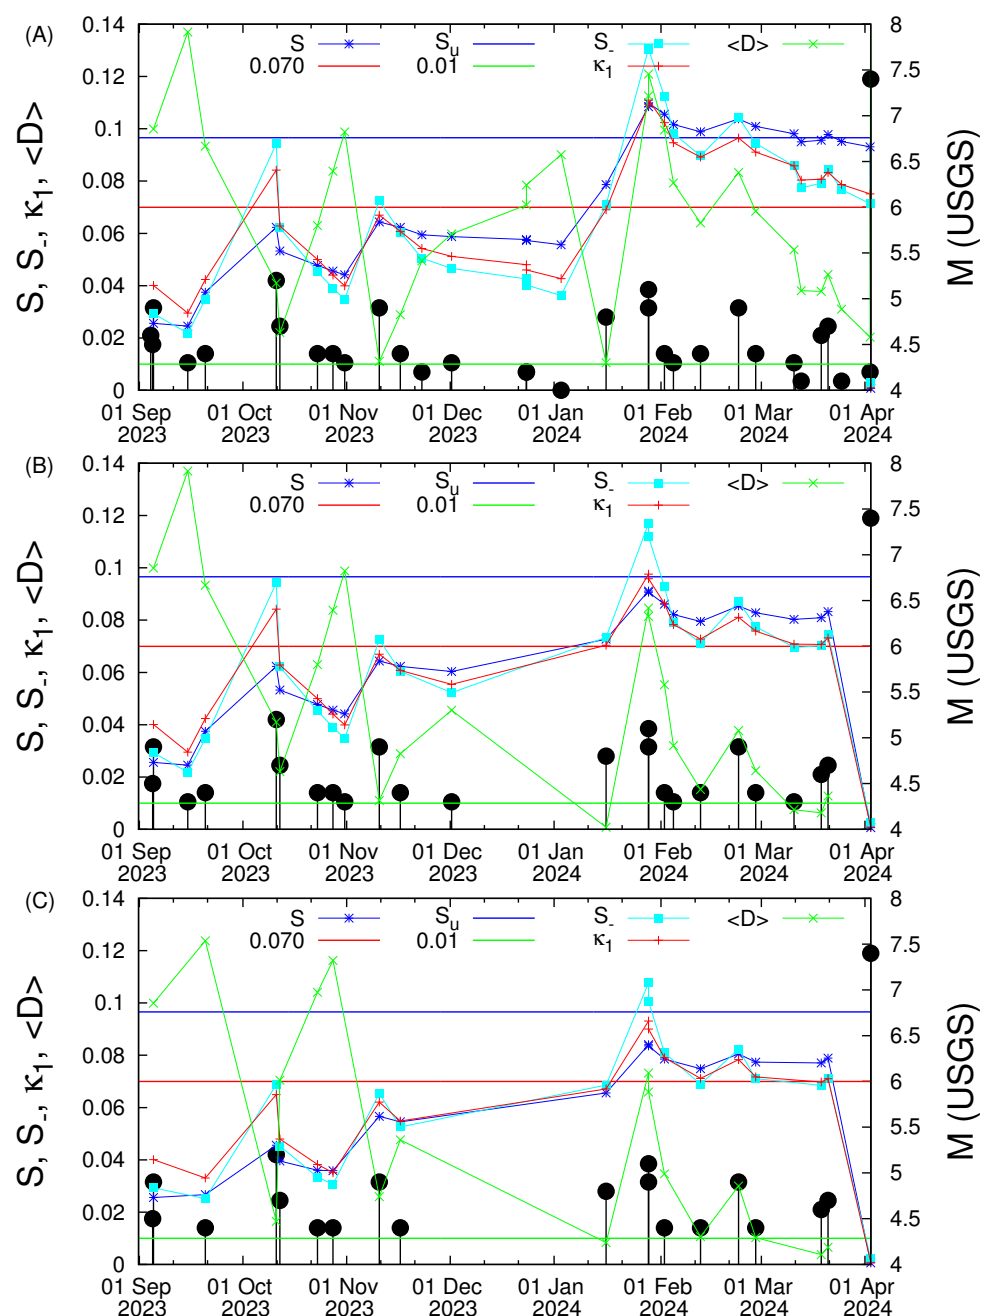 (A)
S S_u S_- <D>
0.070 0.01 κ₁
S, S_-, κ₁, <D>
0.14
0.12
0.1
0.08
0.06
0.04
0.02
0
8
7.5
7
6.5
6
5.5
5
4.5
4
M (USGS)
01 Sep 01 Oct 01 Nov 01 Dec 01 Jan 01 Feb 01 Mar 01 Apr
2023 2023 2023 2023 2024 2024 2024 2024
(B)
S S_u S_- <D>
0.070 0.01 κ₁
S, S_-, κ₁, <D>
0.14
0.12
0.1
0.08
0.06
0.04
0.02
0
8
7.5
7
6.5
6
5.5
5
4.5
4
M (USGS)
01 Sep 01 Oct 01 Nov 01 Dec 01 Jan 01 Feb 01 Mar 01 Apr
2023 2023 2023 2023 2024 2024 2024 2024
(C)
S S_u S_- <D>
0.070 0.01 κ₁
S, S_-, κ₁, <D>
0.14
0.12
0.1
0.08
0.06
0.04
0.02
0
8
7.5
7
6.5
6
5.5
5
4.5
4
M (USGS)
01 Sep 01 Oct 01 Nov 01 Dec 01 Jan 01 Feb 01 Mar 01 Apr
2023 2023 2023 2023 2024 2024 2024 2024